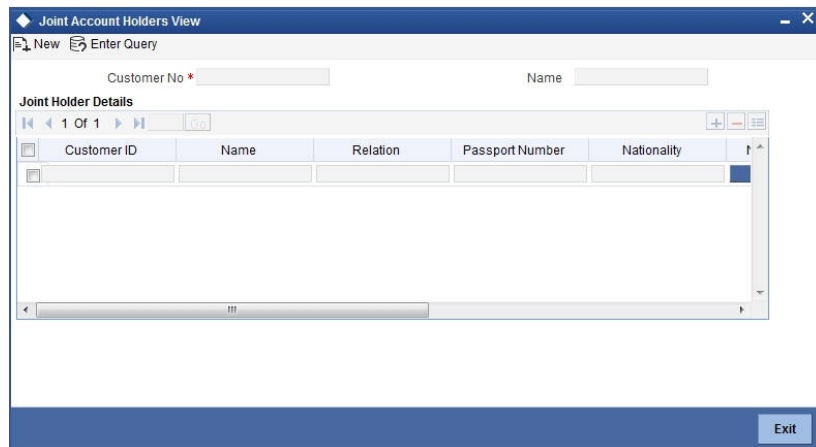 Joint Account Holders View
New Enter Query
Customer No * Name
Joint Holder Details
1 Of 1 Go
Customer ID Name Relation Passport Number Nationality
Exit